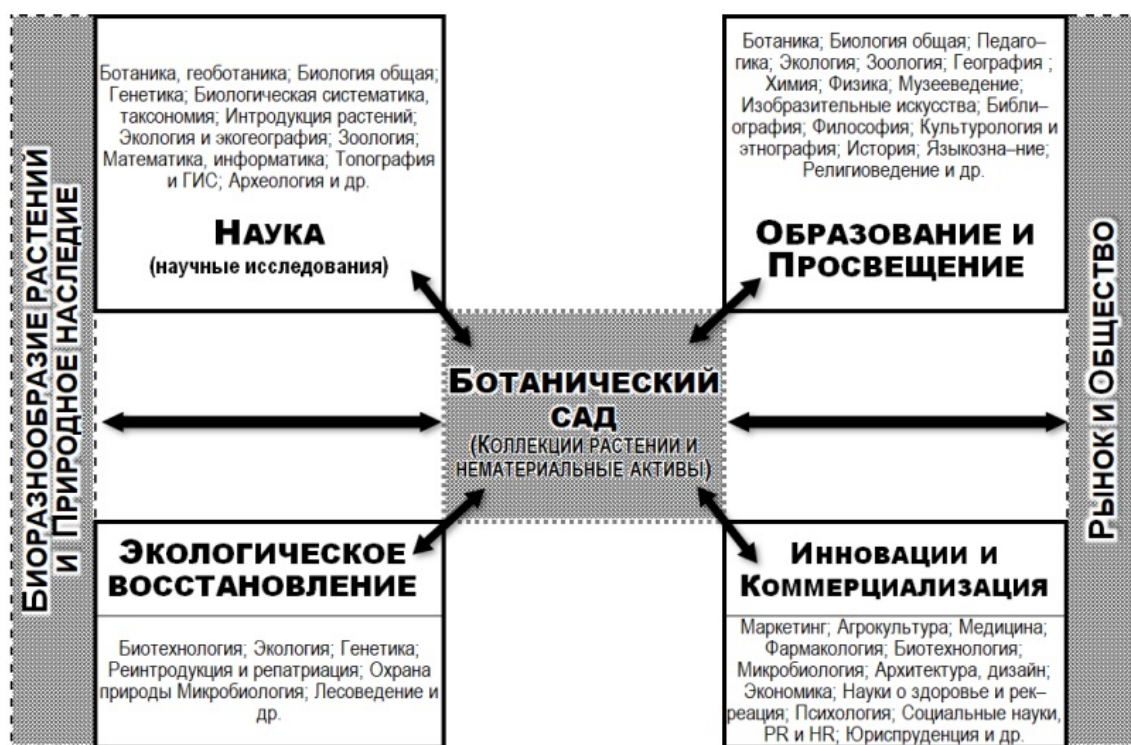 Биоразнообразие растений
и Природное наследие
Ботаника, геоботаника; Биология общая;
Генетика; Биологическая систематика,
таксономия; Интродукция растений;
Экология и экогеография; Зоология;
Математика, информатика; Топография
и ГИС; Археология и др.
Наука
(научные исследования)
Ботаника; Биология общая; Педаго–
гика; Экология; Зоология; География ;
Химия; Физика; Музееведение;
Изобразительные искусства; Библи–
ография; Философия; Культурология и
этнография; История; Языкозна–ние;
Религиоведение и др.
Образование и
Просвещение
Ботанический
сад
(Коллекции растении и
нематериальные активы)
Экологическое
восстановление
Биотехнология; Экология; Генетика;
Реинтродукция и репатриация; Охрана
природы Микробиология; Лесоведение и
др.
Инновации и
Коммерциализация
Маркетинг; Агрокультура; Медицина;
Фармакология; Биотехнология;
Микробиология; Архитектура, дизайн;
Экономика; Науки о здоровье и рек–
реация; Психология; Социальные науки,
PR и HR; Юриспруденция и др.
Рынок и Общество